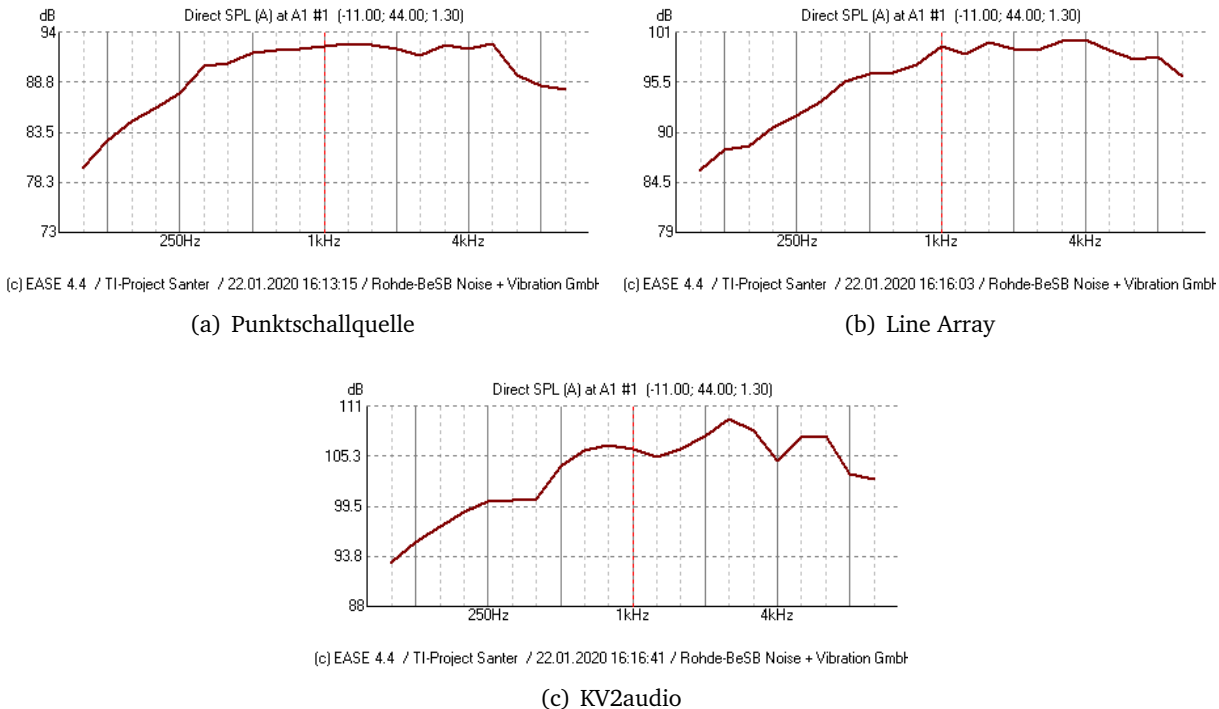 dB Direct SPL (A) at A1 #1 (-11.00; 44.00; 1.30)
94
88.8
83.5
78.3
73
250Hz 1kHz 4kHz
(c) EASE 4.4 / TI-Project Santer / 22.01.2020 16:13:15 / Rohde-BeSB Noise + Vibration GmbH
(a) Punktschallquelle
dB Direct SPL (A) at A1 #1 (-11.00; 44.00; 1.30)
101
95.5
90
84.5
79
250Hz 1kHz 4kHz
(c) EASE 4.4 / TI-Project Santer / 22.01.2020 16:16:03 / Rohde-BeSB Noise + Vibration GmbH
(b) Line Array
dB Direct SPL (A) at A1 #1 (-11.00; 44.00; 1.30)
111
105.3
99.5
93.8
88
250Hz 1kHz 4kHz
(c) EASE 4.4 / TI-Project Santer / 22.01.2020 16:16:41 / Rohde-BeSB Noise + Vibration GmbH
(c) KV2audio